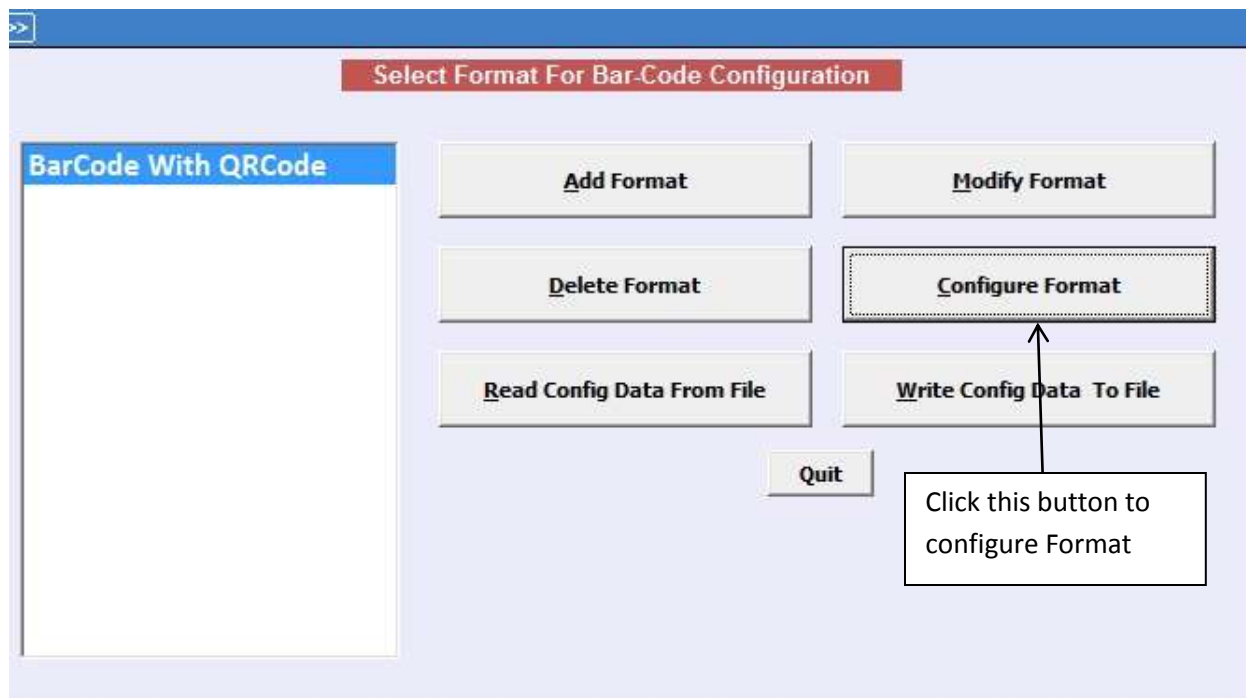 >>
Select Format For Bar-Code Configuration
BarCode With QRCode
Add Format
Modify Format
Delete Format
Configure Format
Read Config Data From File
Write Config Data To File
Quit
Click this button to
configure Format